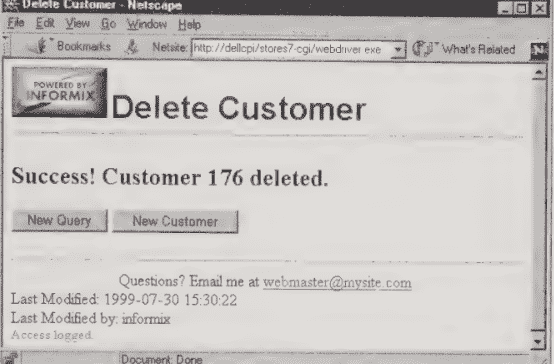 Delete Customer - Netscape
File Edit View Go Window Help
Bookmarks Netsite: http://dellopi/stores7-cgi/webdriver.exe What's Related N
POWERED BY
INFORMIX
Delete Customer
Success! Customer 176 deleted.
New Query New Customer
Questions? Email me at webmaster@mysite.com
Last Modified: 1999-07-30 15:30:22
Last Modified by: informix
Access logged.
Document: Done